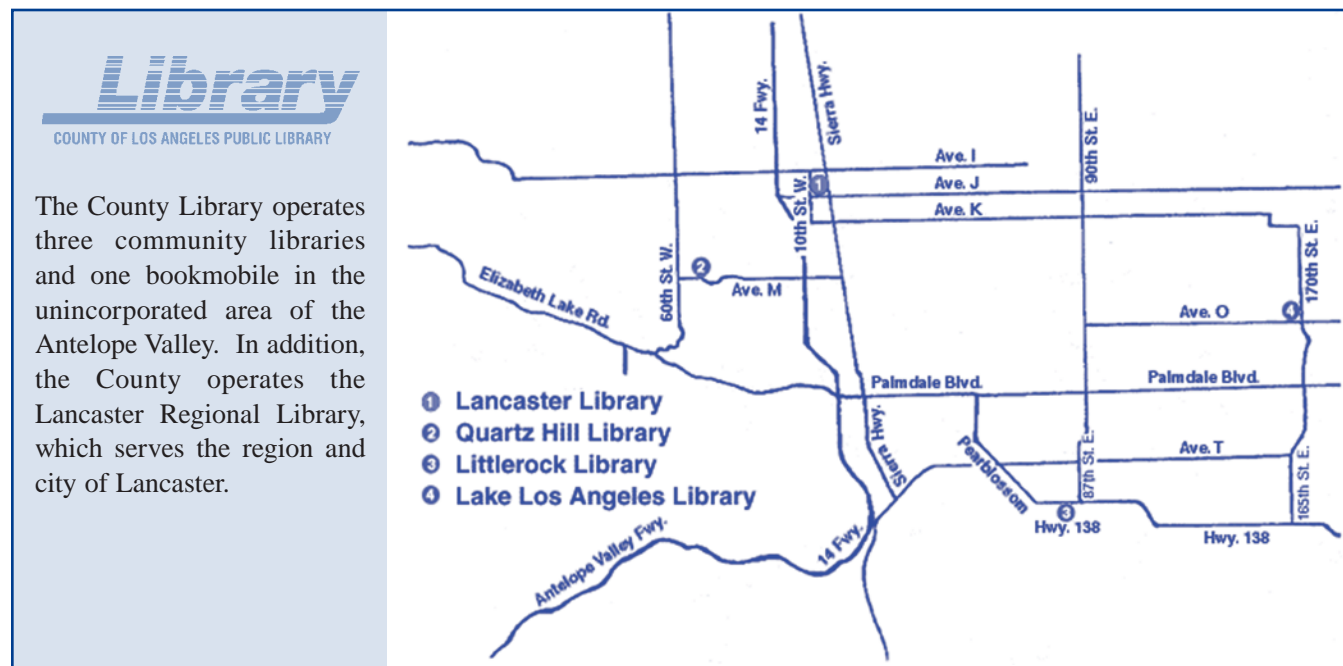 Library
COUNTY OF LOS ANGELES PUBLIC LIBRARY
The County Library operates
three community libraries
and one bookmobile in the
unincorporated area of the
Antelope Valley. In addition,
the County operates the
Lancaster Regional Library,
which serves the region and
city of Lancaster.
14 Fwy.
Sierra Hwy.
90th St. E.
Ave. I
1
Ave. J
10th St. W.
Ave. K
60th St. W.
2
Ave. M
170th St. E.
Elizabeth Lake Rd.
4
Ave. O
Palmdale Blvd.
Palmdale Blvd.
1 Lancaster Library
2 Quartz Hill Library
3 Littlerock Library
4 Lake Los Angeles Library
Sierra Hwy.
Pearblossom
87th St. E.
Ave. T
165th St. E.
3
Hwy. 138
Hwy. 138
14 Fwy.
Antelope Valley Fwy.